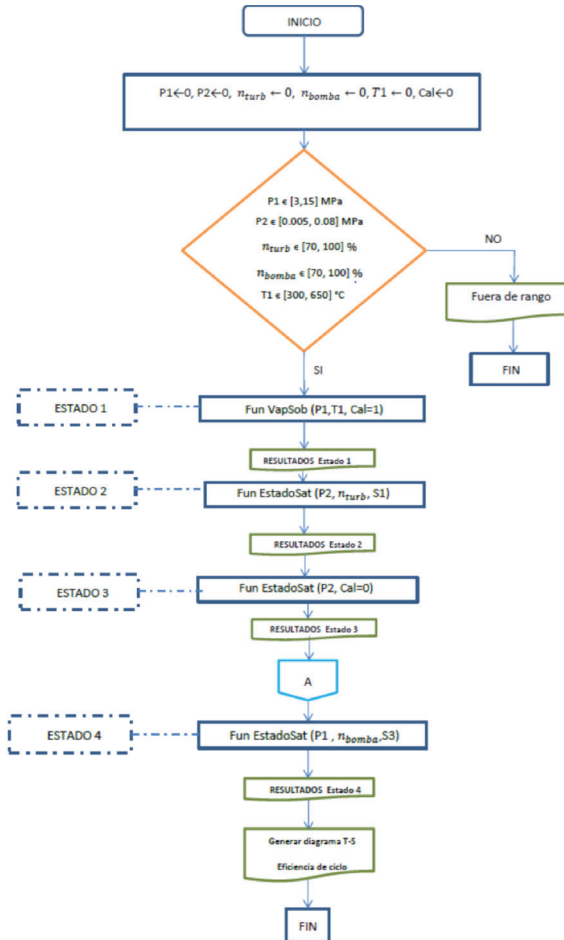 INICIO
P1←0, P2←0, n_turb ← 0, n_bomba ← 0, T1 ← 0, Cal←0
P1 ϵ [3,15] MPa
P2 ϵ [0.005, 0.08] MPa
n_turb ϵ [70, 100] %
n_bomba ϵ [70, 100] %
T1 ϵ [300, 650] °C
NO
Fuera de rango
FIN
SI
ESTADO 1
Fun VapSob (P1,T1, Cal=1)
RESULTADOS Estado 1
ESTADO 2
Fun EstadoSat (P2, n_turb, S1)
RESULTADOS Estado 2
ESTADO 3
Fun EstadoSat (P2, Cal=0)
RESULTADOS Estado 3
A
ESTADO 4
Fun EstadoSat (P1 , n_bomba,S3)
RESULTADOS Estado 4
Generar diagrama T-S
Eficiencia de ciclo
FIN